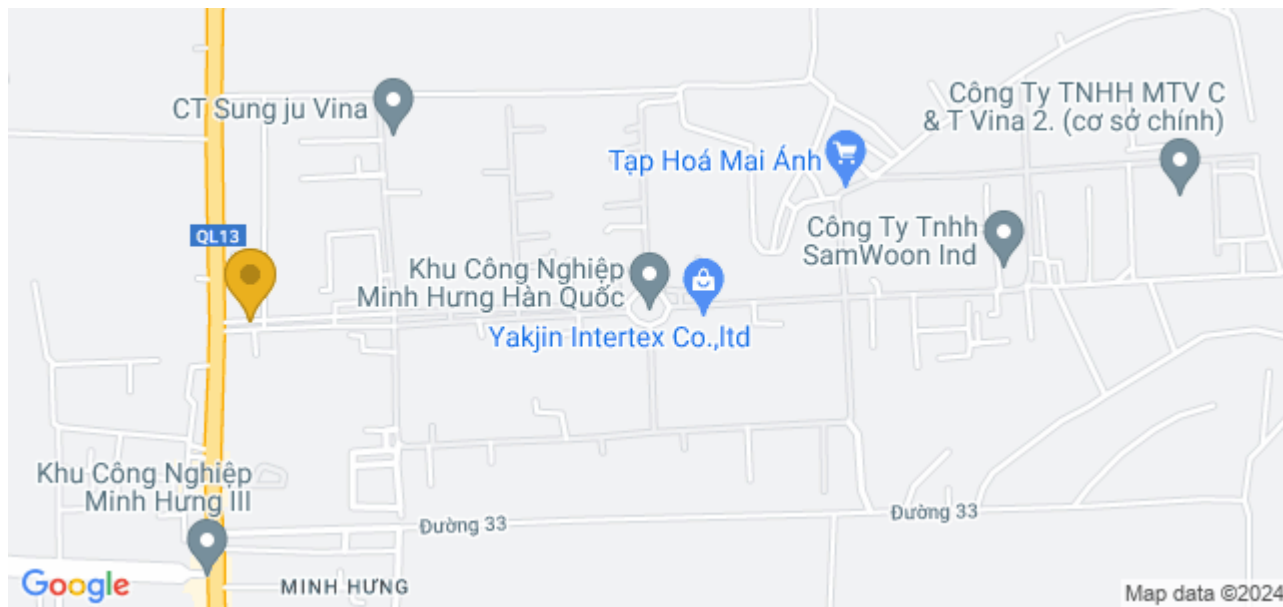 CT Sung ju Vina
Công Ty TNHH MTV C
& T Vina 2. (cơ sở chính)
Tạp Hoá Mai Ánh
QL13
Công Ty Tnhh
SamWoon Ind
Khu Công Nghiệp
Minh Hưng Hàn Quốc
Yakjin Intertex Co.,ltd
Khu Công Nghiệp
Minh Hưng III
Đường 33
Đường 33
MINH HƯNG
Google
Map data ©2024